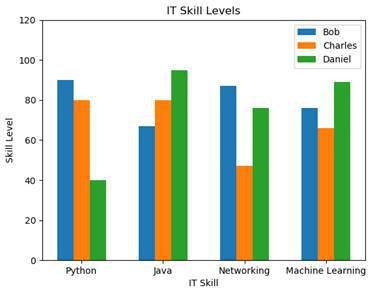 IT Skill Levels
Bob
Charles
Daniel
120
100
80
60
40
20
0
Skill Level
Python Java Networking Machine Learning
IT Skill